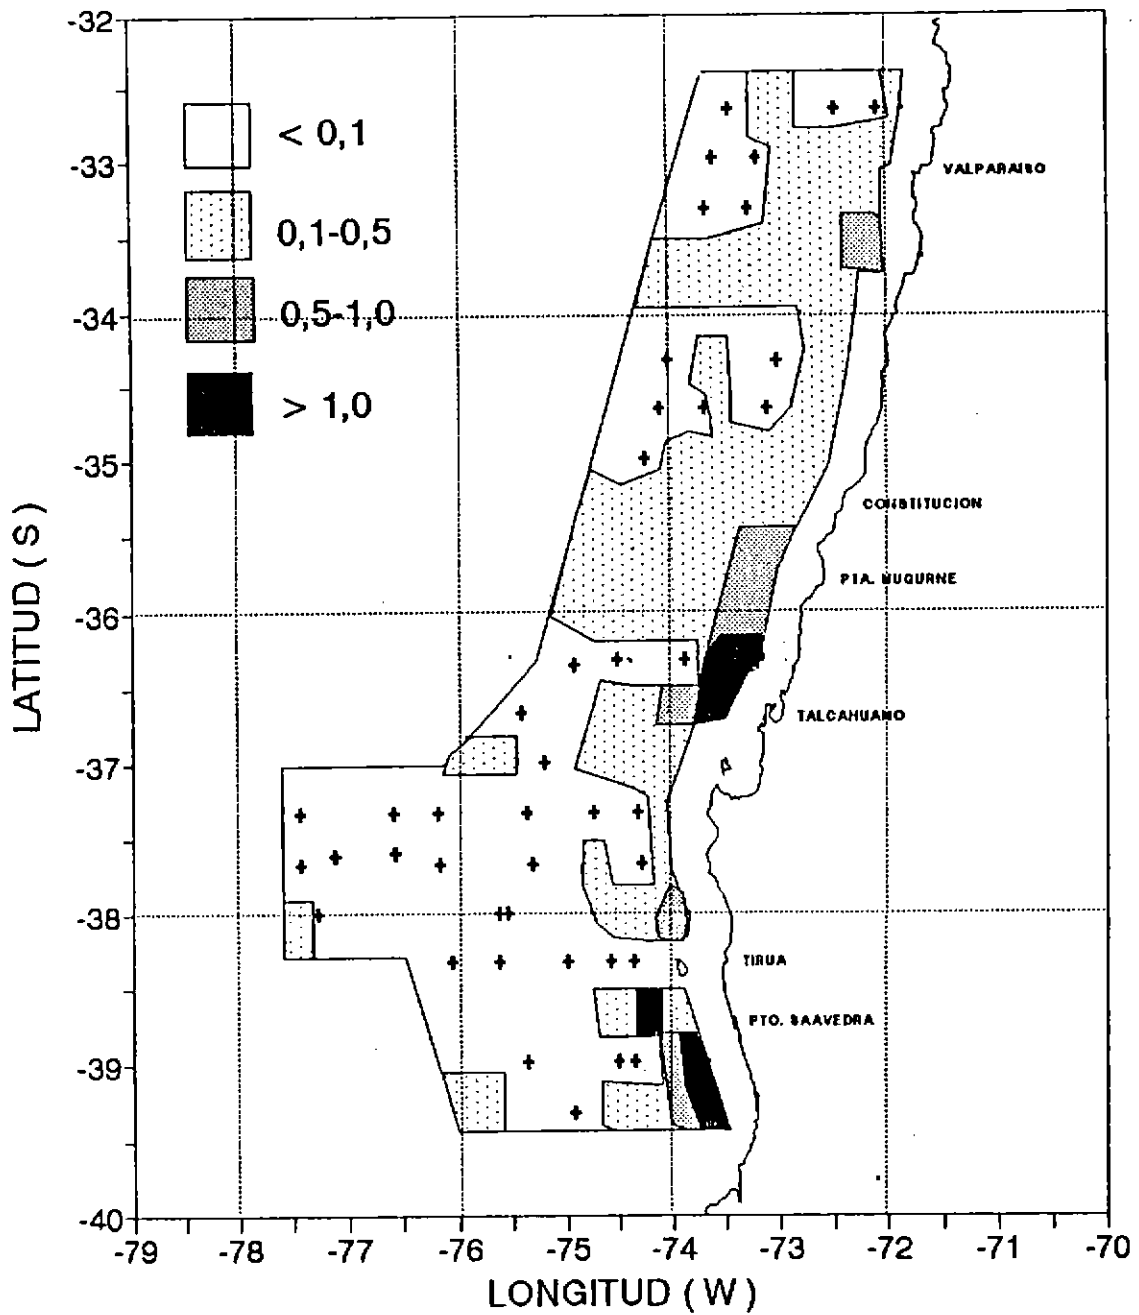 -32
-33
-34
-35
-36
-37
-38
-39
-40
LATITUD ( S )
< 0,1
0,1-0,5
0,5-1,0
> 1,0
VALPARAISO
CONSTITUCION
PTA. NUGURNE
TALCAHUANO
TIRUA
PTO. SAAVEDRA
-79 -78 -77 -76 -75 -74 -73 -72 -71 -70
LONGITUD ( W )